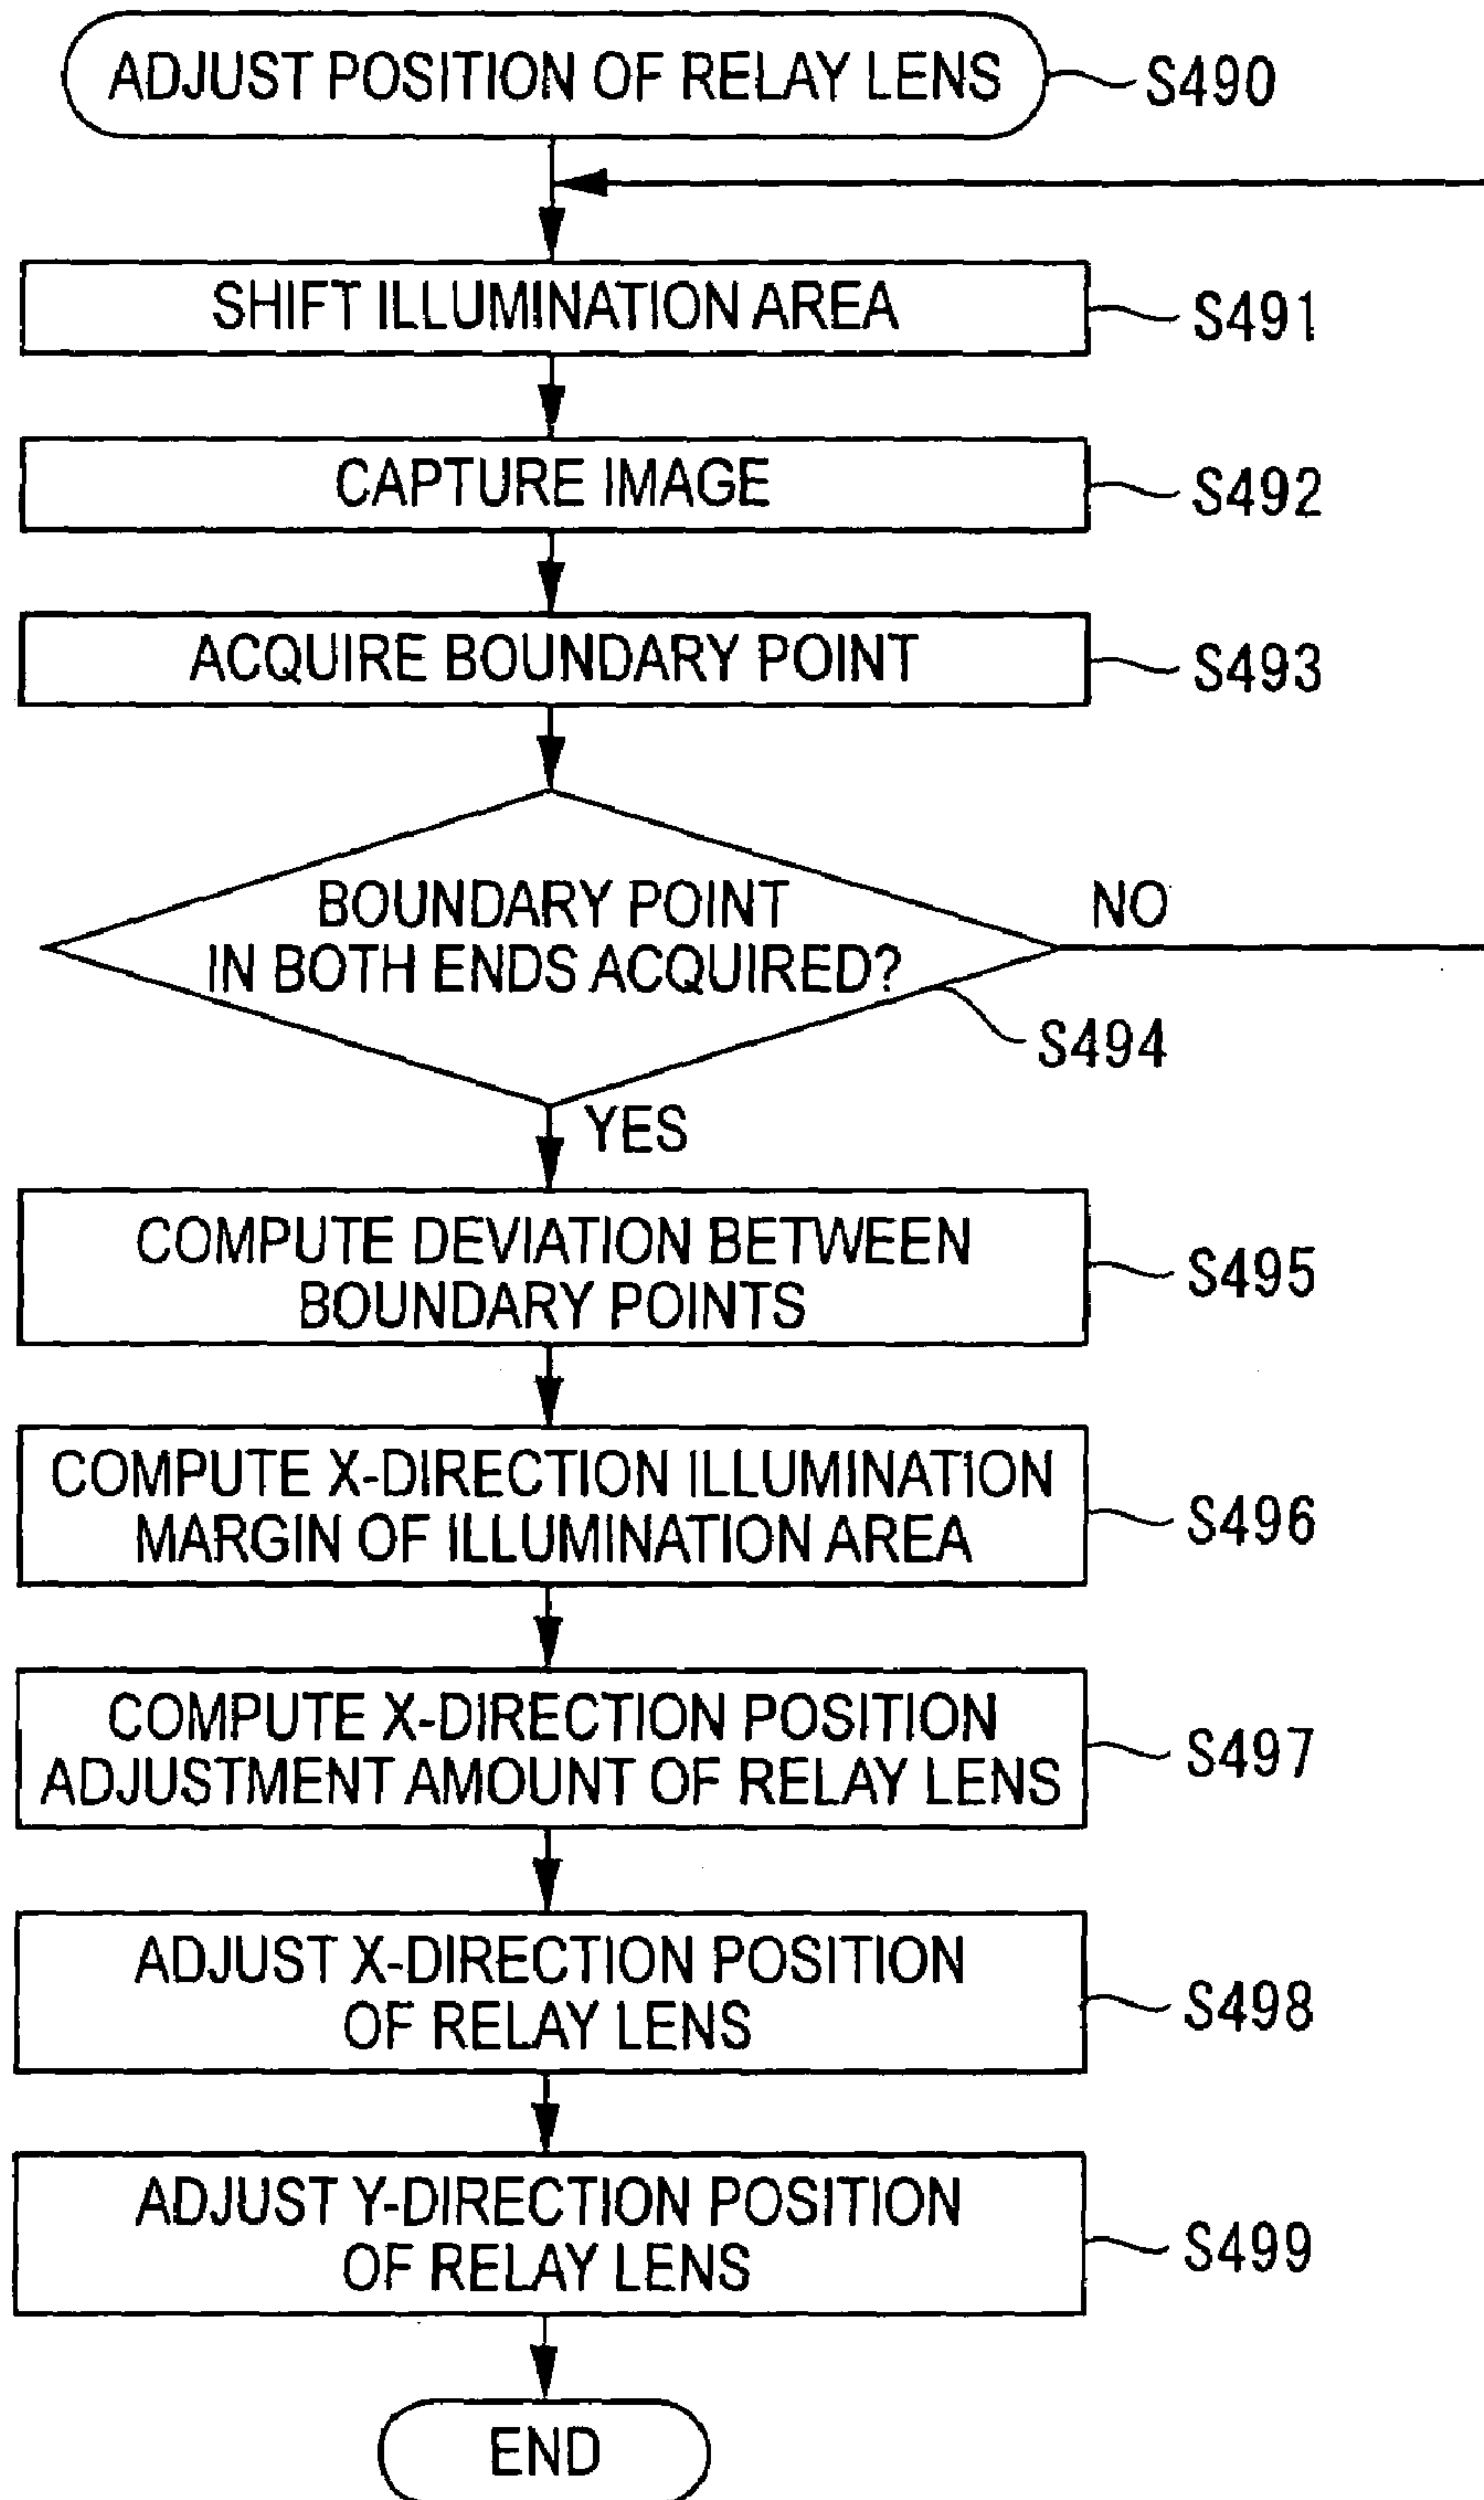 ADJUST POSITION OF RELAY LENS
S490
SHIFT ILLUMINATION AREA
S491
CAPTURE IMAGE
S492
ACQUIRE BOUNDARY POINT
S493
BOUNDARY POINT
IN BOTH ENDS ACQUIRED?
NO
S494
YES
COMPUTE DEVIATION BETWEEN
BOUNDARY POINTS
S495
COMPUTE X-DIRECTION ILLUMINATION
MARGIN OF ILLUMINATION AREA
S496
COMPUTE X-DIRECTION POSITION
ADJUSTMENT AMOUNT OF RELAY LENS
S497
ADJUST X-DIRECTION POSITION
OF RELAY LENS
S498
ADJUST Y-DIRECTION POSITION
OF RELAY LENS
S499
END